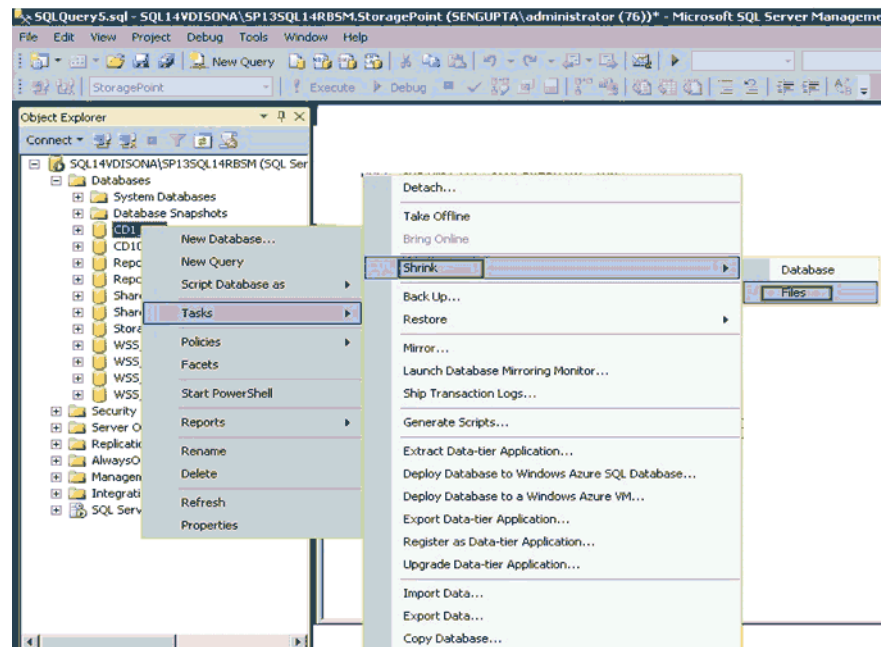 SQLQuery5.sql - SQL14VDISONA\SP13SQL14RBSM.StoragePoint (SENGUPTA\administrator (76))* - Microsoft SQL Server Manageme
File Edit View Project Debug Tools Window Help
New Query
StoragePoint
Execute
Debug
Object Explorer
Connect
SQL14VDISONA\SP13SQL14RBSM (SQL Ser
Databases
System Databases
Database Snapshots
CD1
CD10
Repo
Repo
Share
Share
Stora
WSS_
WSS_
WSS_
WSS_
Security
Server O
Replicatio
AlwaysO
Managem
Integrati
SQL Serv
New Database...
New Query
Script Database as
Tasks
Policies
Facets
Start PowerShell
Reports
Rename
Delete
Refresh
Properties
Detach...
Take Offline
Bring Online
Shrink
Back Up...
Restore
Mirror...
Launch Database Mirroring Monitor...
Ship Transaction Logs...
Generate Scripts...
Extract Data-tier Application...
Deploy Database to Windows Azure SQL Database...
Deploy Database to a Windows Azure VM...
Export Data-tier Application...
Register as Data-tier Application...
Upgrade Data-tier Application...
Import Data...
Export Data...
Copy Database...
Database
Files